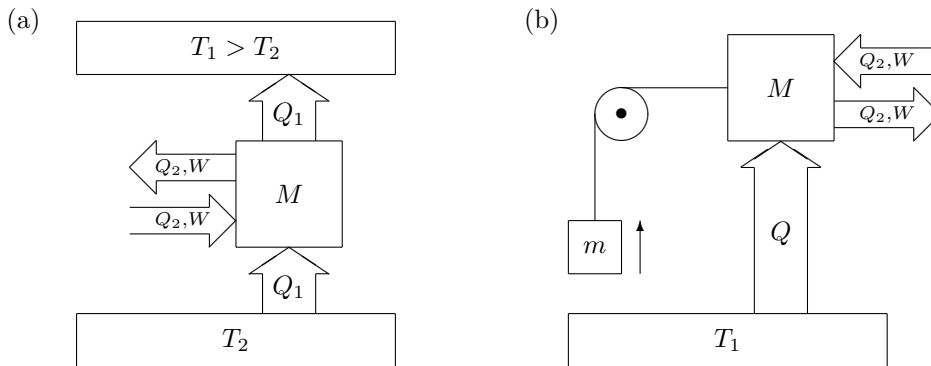 (a)
T₁ > T₂
Q₁
Q₂,W
M
Q₂,W
Q₁
T₂
(b)
M
Q₂,W
Q₂,W
m
Q
T₁